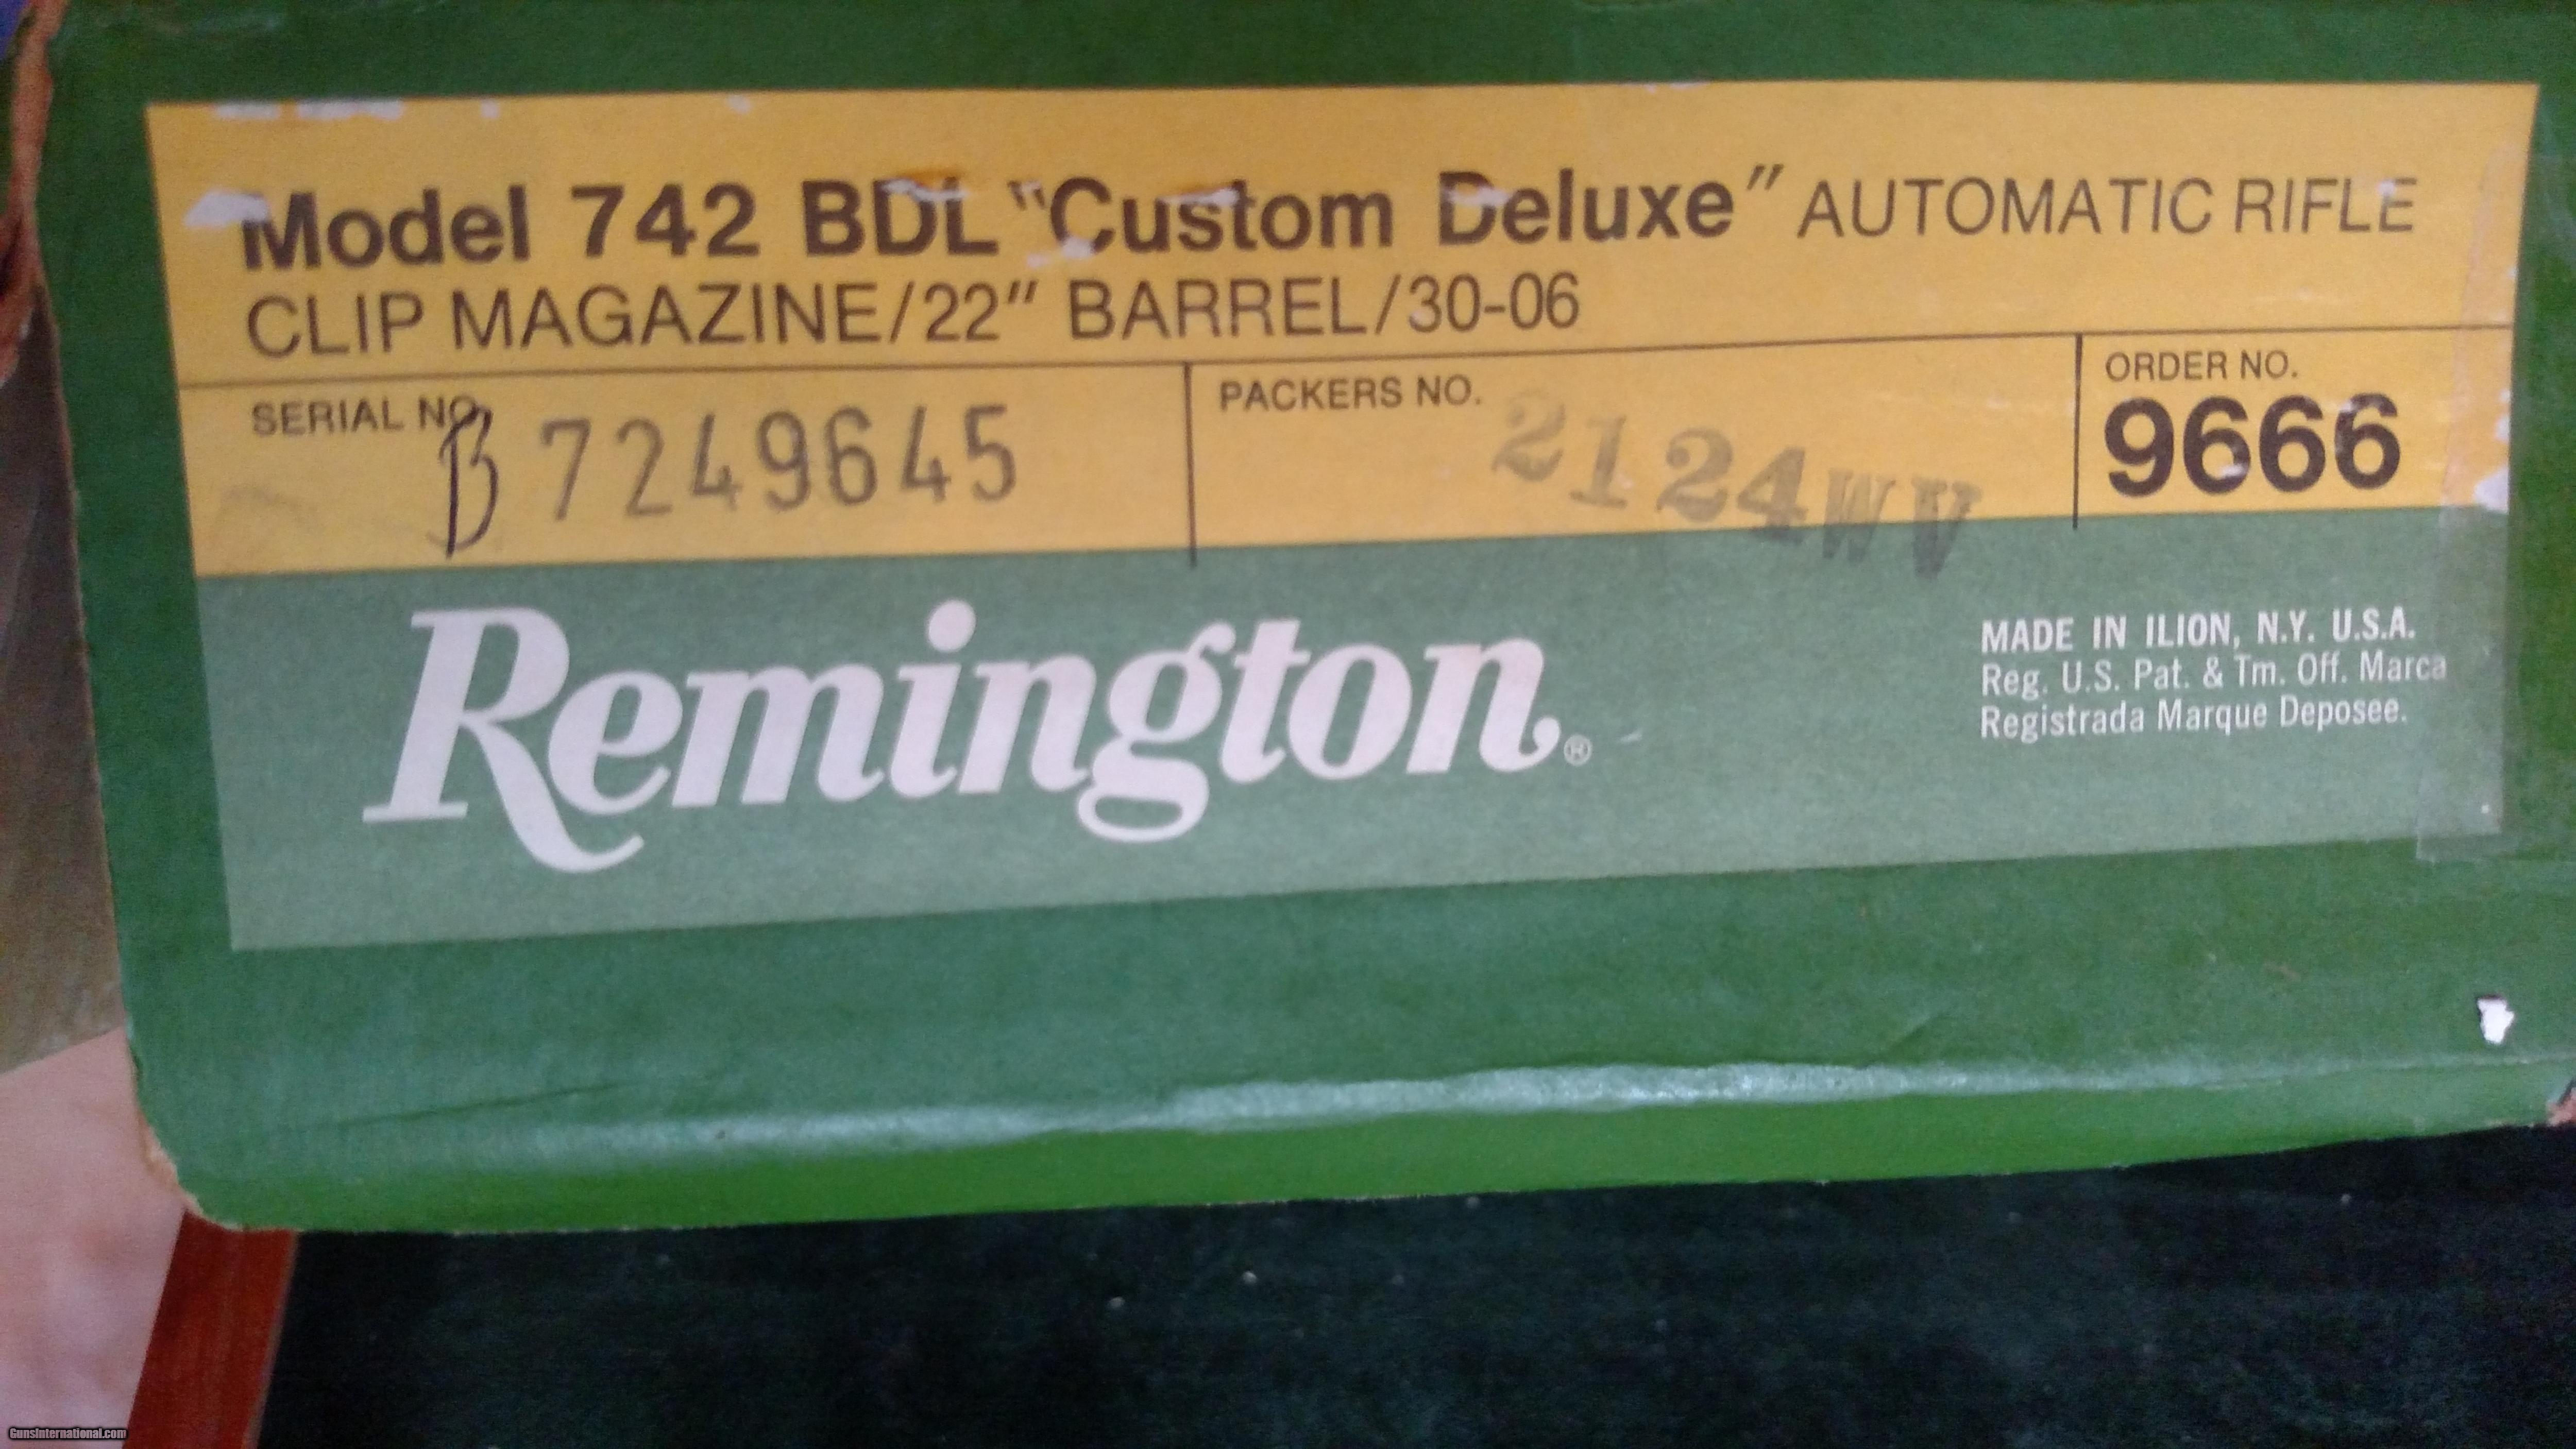 Model 742 BDL "Custom Deluxe" AUTOMATIC RIFLE
CLIP MAGAZINE/22" BARREL/30-06
SERIAL NO. B 7249645
PACKERS NO. 2124WV
ORDER NO. 9666
Remington®
MADE IN ILION, N.Y. U.S.A.
Reg. U.S. Pat. & Tm. Off. Marca
Registrada Marque Deposee.
GunsInternational.com